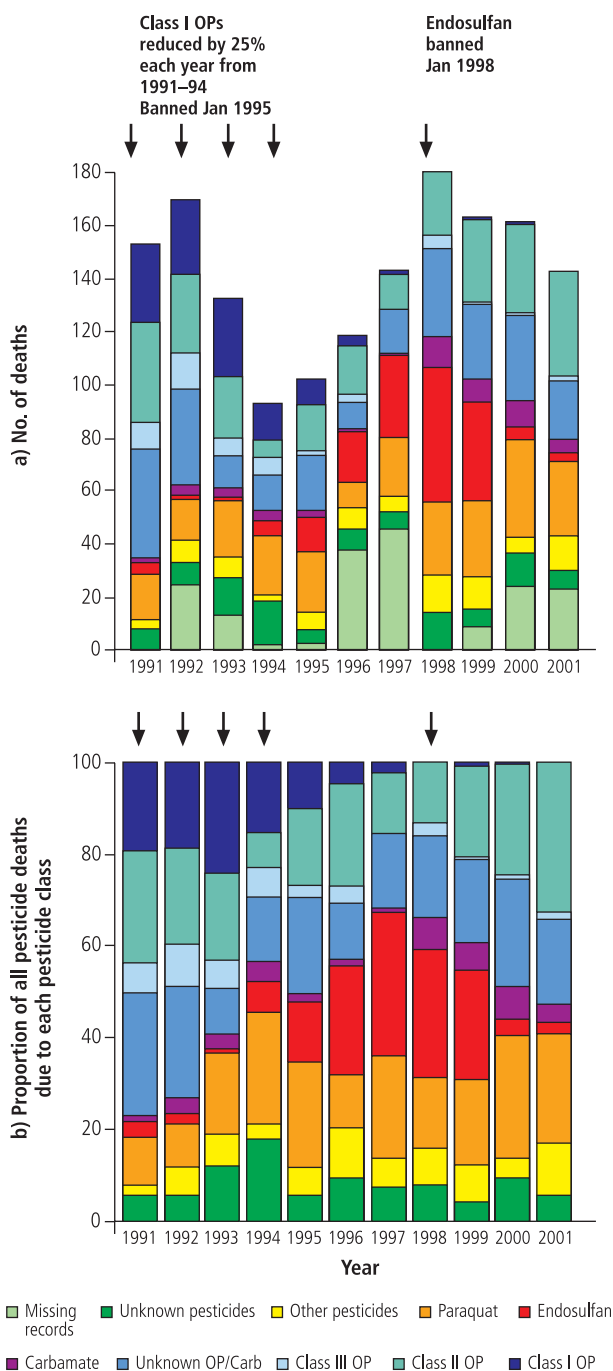 Class I OPs
reduced by 25%
each year from
1991–94
Banned Jan 1995
Endosulfan
banned
Jan 1998
a) No. of deaths
180
160
140
120
100
80
60
40
20
0
1991 1992 1993 1994 1995 1996 1997 1998 1999 2000 2001
b) Proportion of all pesticide deaths
due to each pesticide class
100
80
60
40
20
0
1991 1992 1993 1994 1995 1996 1997 1998 1999 2000 2001
Year
Missing
records
Unknown pesticides
Other pesticides
Paraquat
Endosulfan
Carbamate
Unknown OP/Carb
Class III OP
Class II OP
Class I OP